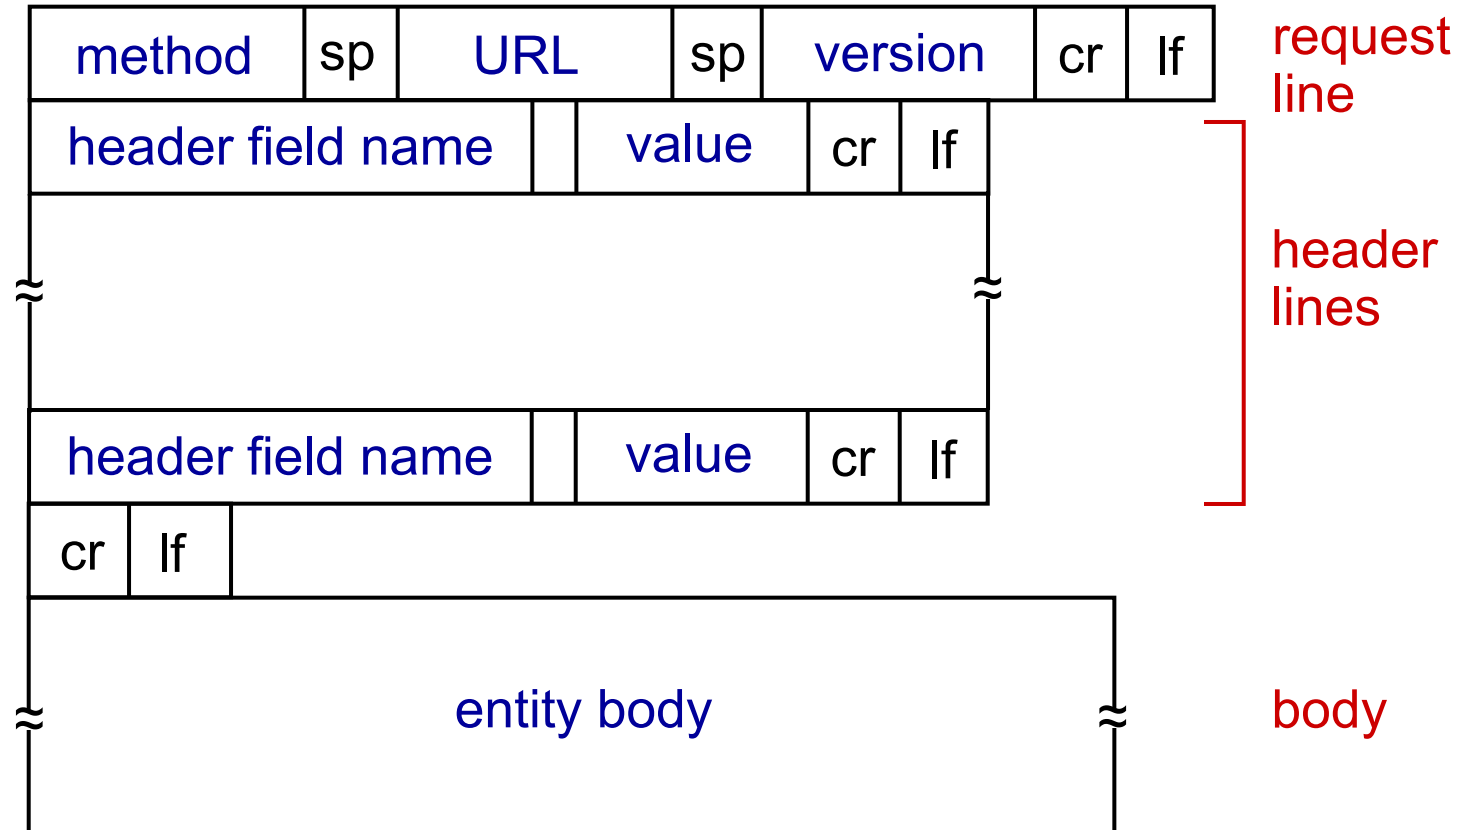 method sp URL sp version cr lf
request
line
header field name value cr lf
header
lines
header field name value cr lf
cr lf
entity body
body